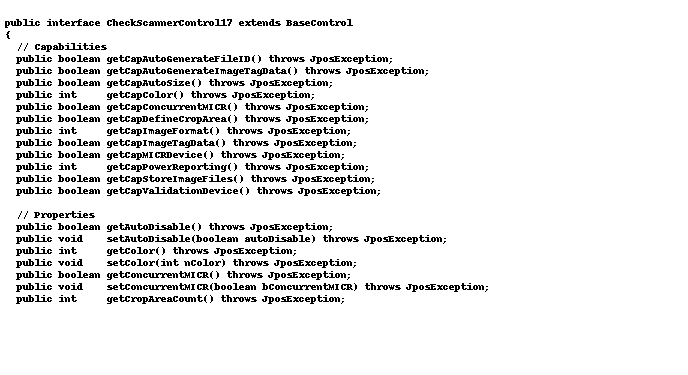 public interface CheckScannerControl17 extends BaseControl
{
  // Capabilities
  public boolean getCapAutoGenerateFileID() throws JposException;
  public boolean getCapAutoGenerateImageTagData() throws JposException;
  public boolean getCapAutoSize() throws JposException;
  public int     getCapColor() throws JposException;
  public boolean getCapConcurrentMICR() throws JposException;
  public boolean getCapDefineCropArea() throws JposException;
  public int     getCapImageFormat() throws JposException;
  public boolean getCapImageTagData() throws JposException;
  public boolean getCapMICRDevice() throws JposException;
  public int     getCapPowerReporting() throws JposException;
  public boolean getCapStoreImageFiles() throws JposException;
  public boolean getCapValidationDevice() throws JposException;

  // Properties
  public boolean getAutoDisable() throws JposException;
  public void    setAutoDisable(boolean autoDisable) throws JposException;
  public int     getColor() throws JposException;
  public void    setColor(int nColor) throws JposException;
  public boolean getConcurrentMICR() throws JposException;
  public void    setConcurrentMICR(boolean bConcurrentMICR) throws JposException;
  public int     getCropAreaCount() throws JposException;